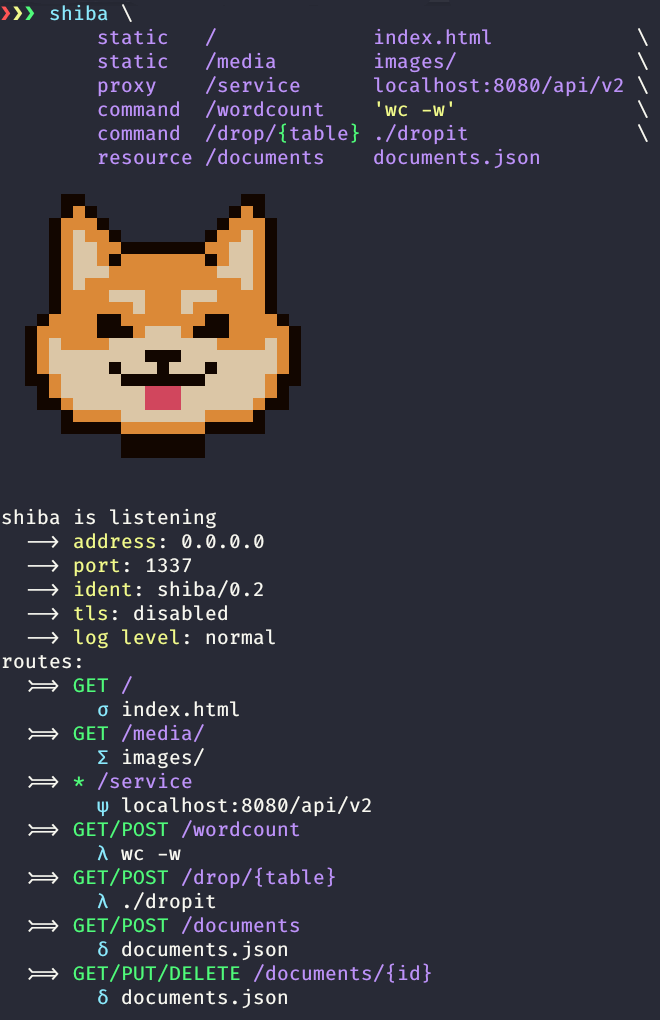 ❯❯❯ shiba \
static / index.html \
static /media images/ \
proxy /service localhost:8080/api/v2 \
command /wordcount 'wc -w' \
command /drop/{table} ./dropit \
resource /documents documents.json
shiba is listening
⟶ address: 0.0.0.0
⟶ port: 1337
⟶ ident: shiba/0.2
⟶ tls: disabled
⟶ log level: normal
routes:
>=> GET /
σ index.html
>=> GET /media/
Σ images/
>=> * /service
ψ localhost:8080/api/v2
>=> GET/POST /wordcount
λ wc -w
>=> GET/POST /drop/{table}
λ ./dropit
>=> GET/POST /documents
δ documents.json
>=> GET/PUT/DELETE /documents/{id}
δ documents.json